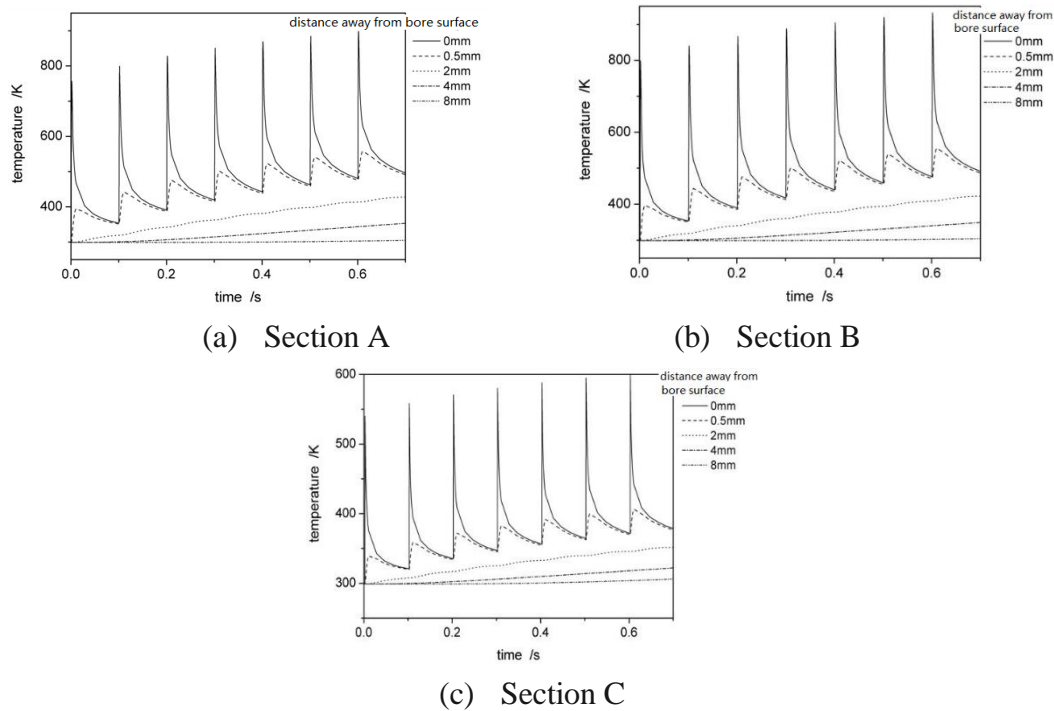 distance away from bore surface
0mm
0.5mm
2mm
4mm
8mm
800
600
400
temperature /K
0.0
0.2
0.4
0.6
time /s
(a) Section A
distance away from
bore surface
0mm
0.5mm
2mm
4mm
8mm
800
600
400
temperature /K
0.0
0.2
0.4
0.6
time /s
(b) Section B
distance away from
bore surface
0mm
0.5mm
2mm
4mm
8mm
600
500
400
300
temperature /K
0.0
0.2
0.4
0.6
time /s
(c) Section C